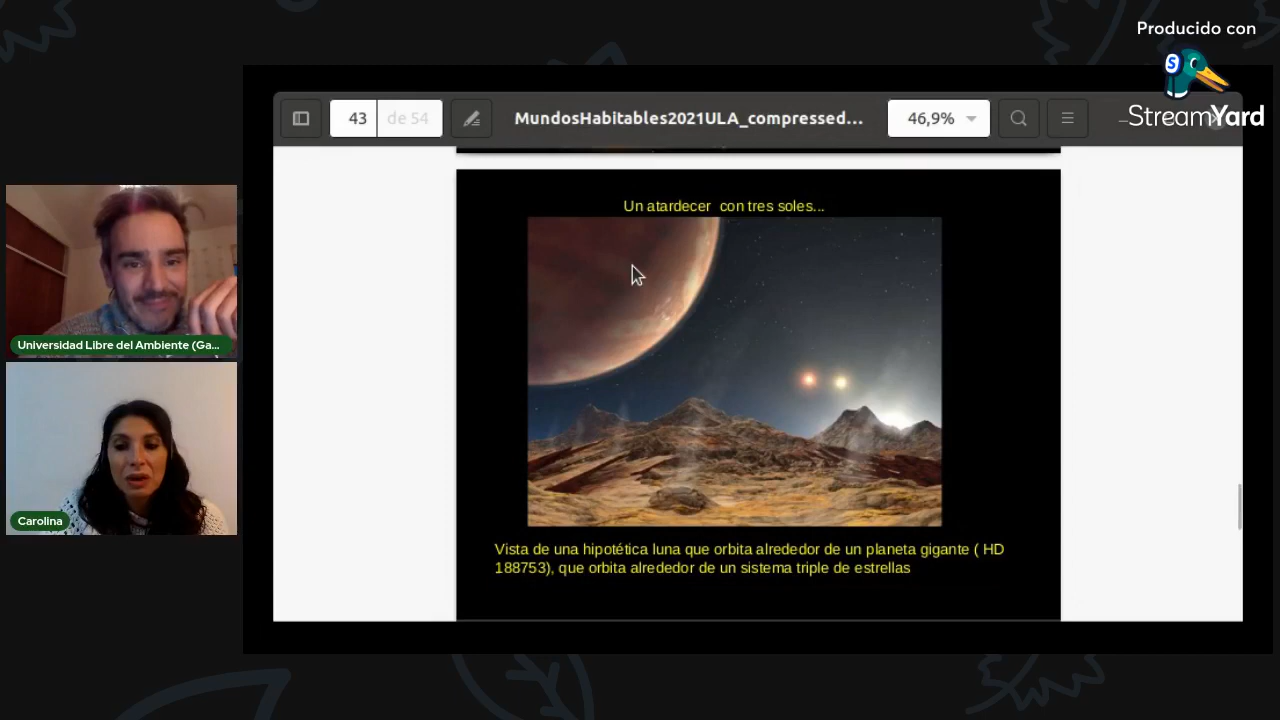 Producido con
StreamYard
43 de 54
MundosHabitables2021ULA_compressed...
46,9%
Un atardecer con tres soles...
Universidad Libre del Ambiente (Ga...
Carolina
Vista de una hipotética luna que orbita alrededor de un planeta gigante ( HD
188753), que orbita alrededor de un sistema triple de estrellas